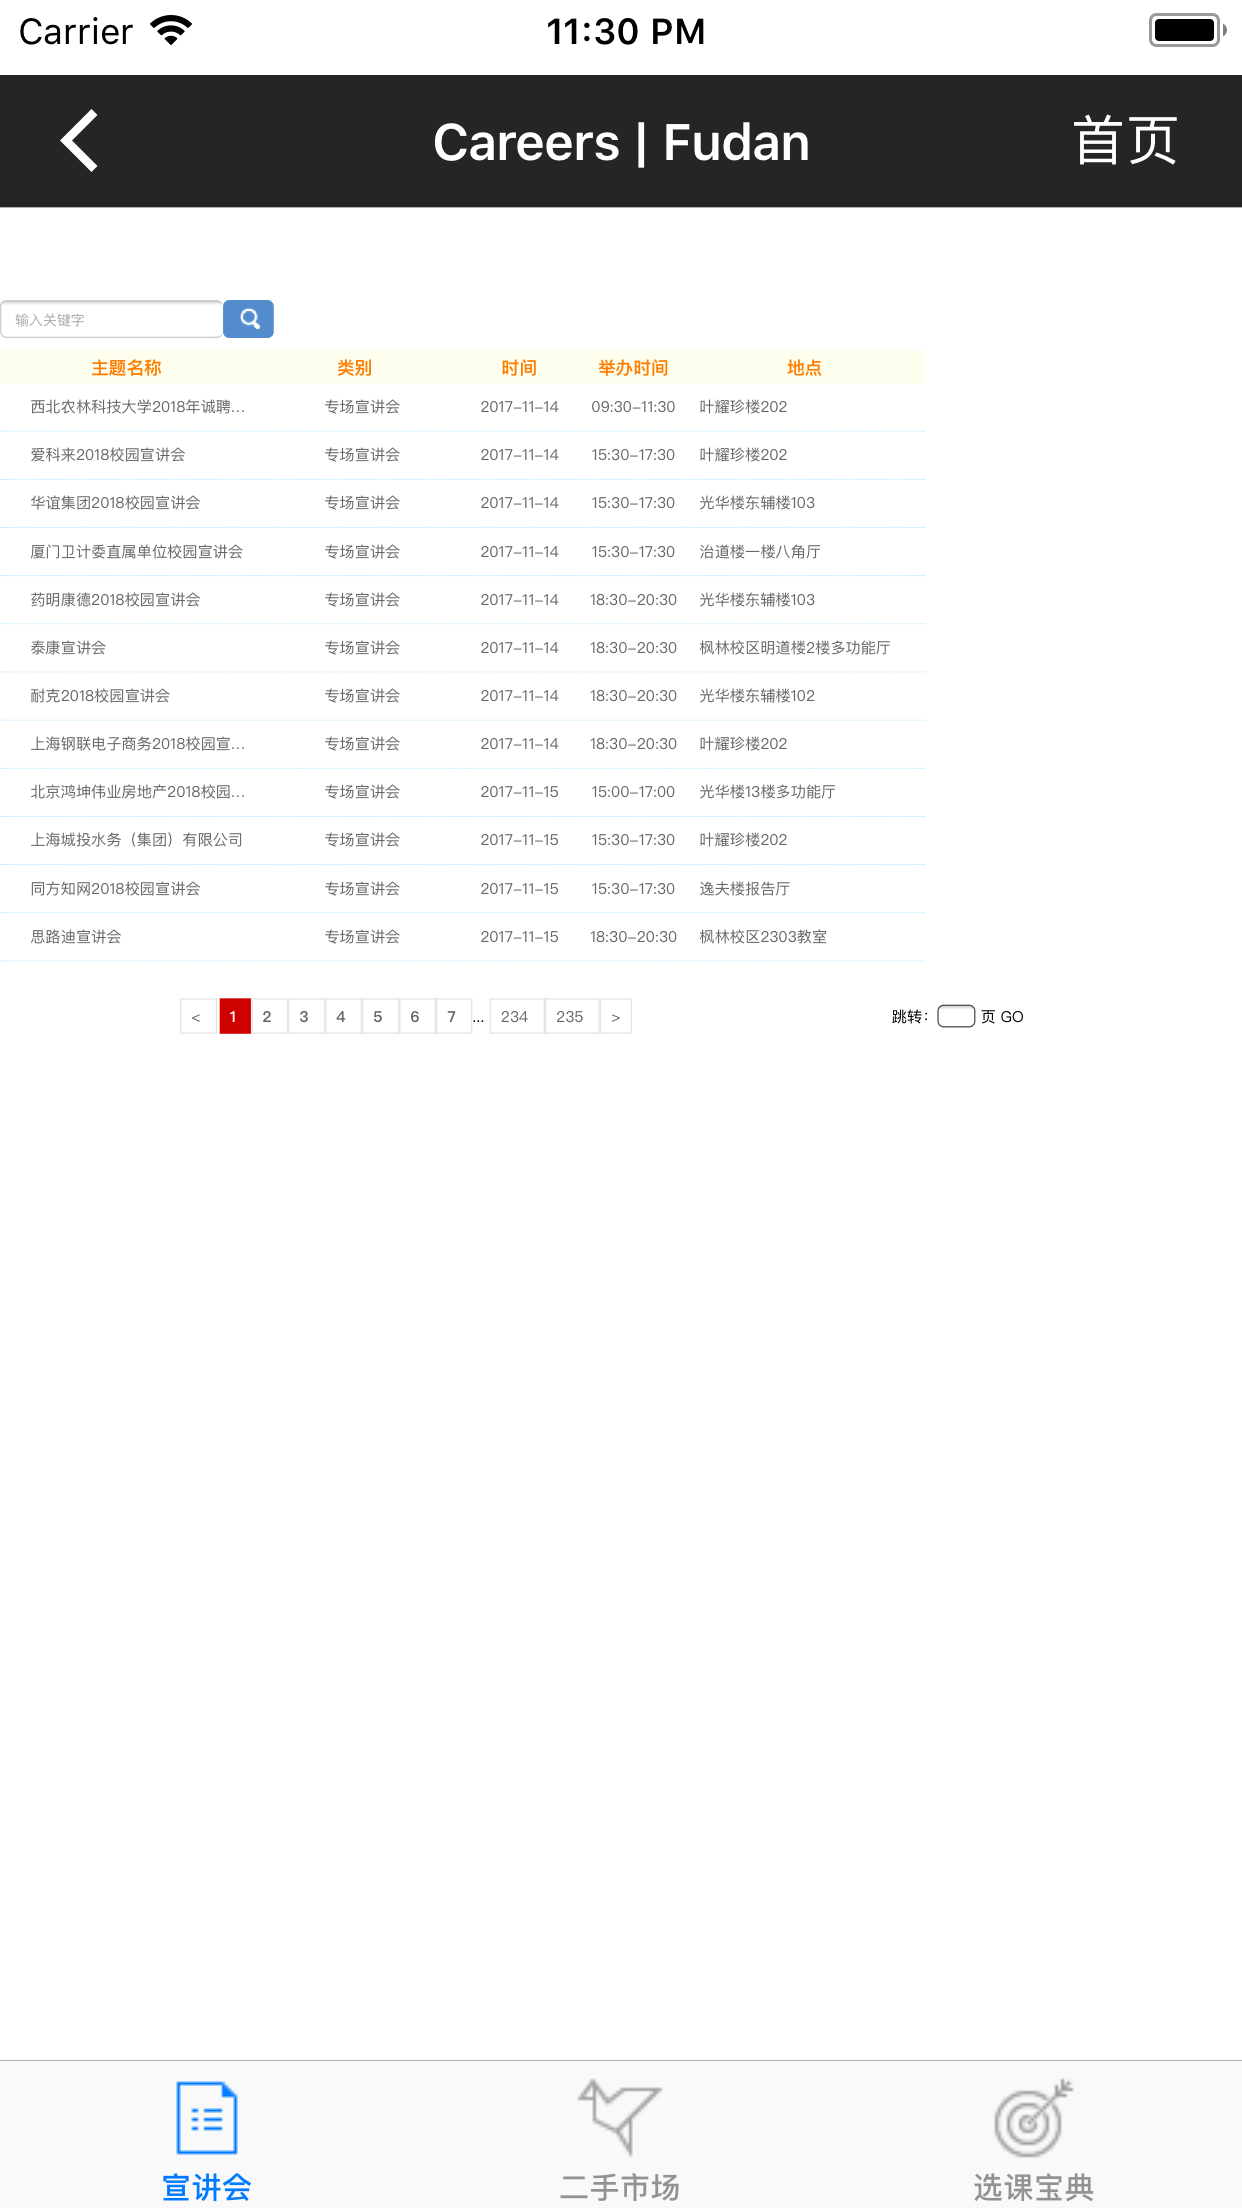 Carrier 11:30 PM
Careers | Fudan 首页
输入关键字
主题名称 类别 时间 举办时间 地点
西北农林科技大学2018年诚聘... 专场宣讲会 2017-11-14 09:30-11:30 叶耀珍楼202
爱科来2018校园宣讲会 专场宣讲会 2017-11-14 15:30-17:30 叶耀珍楼202
华谊集团2018校园宣讲会 专场宣讲会 2017-11-14 15:30-17:30 光华楼东辅楼103
厦门卫计委直属单位校园宣讲会 专场宣讲会 2017-11-14 15:30-17:30 治道楼一楼八角厅
药明康德2018校园宣讲会 专场宣讲会 2017-11-14 18:30-20:30 光华楼东辅楼103
泰康宣讲会 专场宣讲会 2017-11-14 18:30-20:30 枫林校区明道楼2楼多功能厅
耐克2018校园宣讲会 专场宣讲会 2017-11-14 18:30-20:30 光华楼东辅楼102
上海钢联电子商务2018校园宣... 专场宣讲会 2017-11-14 18:30-20:30 叶耀珍楼202
北京鸿坤伟业房地产2018校园... 专场宣讲会 2017-11-15 15:00-17:00 光华楼13楼多功能厅
上海城投水务（集团）有限公司 专场宣讲会 2017-11-15 15:30-17:30 叶耀珍楼202
同方知网2018校园宣讲会 专场宣讲会 2017-11-15 15:30-17:30 逸夫楼报告厅
思路迪宣讲会 专场宣讲会 2017-11-15 18:30-20:30 枫林校区2303教室
< 1 2 3 4 5 6 7 ... 234 235 > 跳转： 页 GO
宣讲会 二手市场 选课宝典